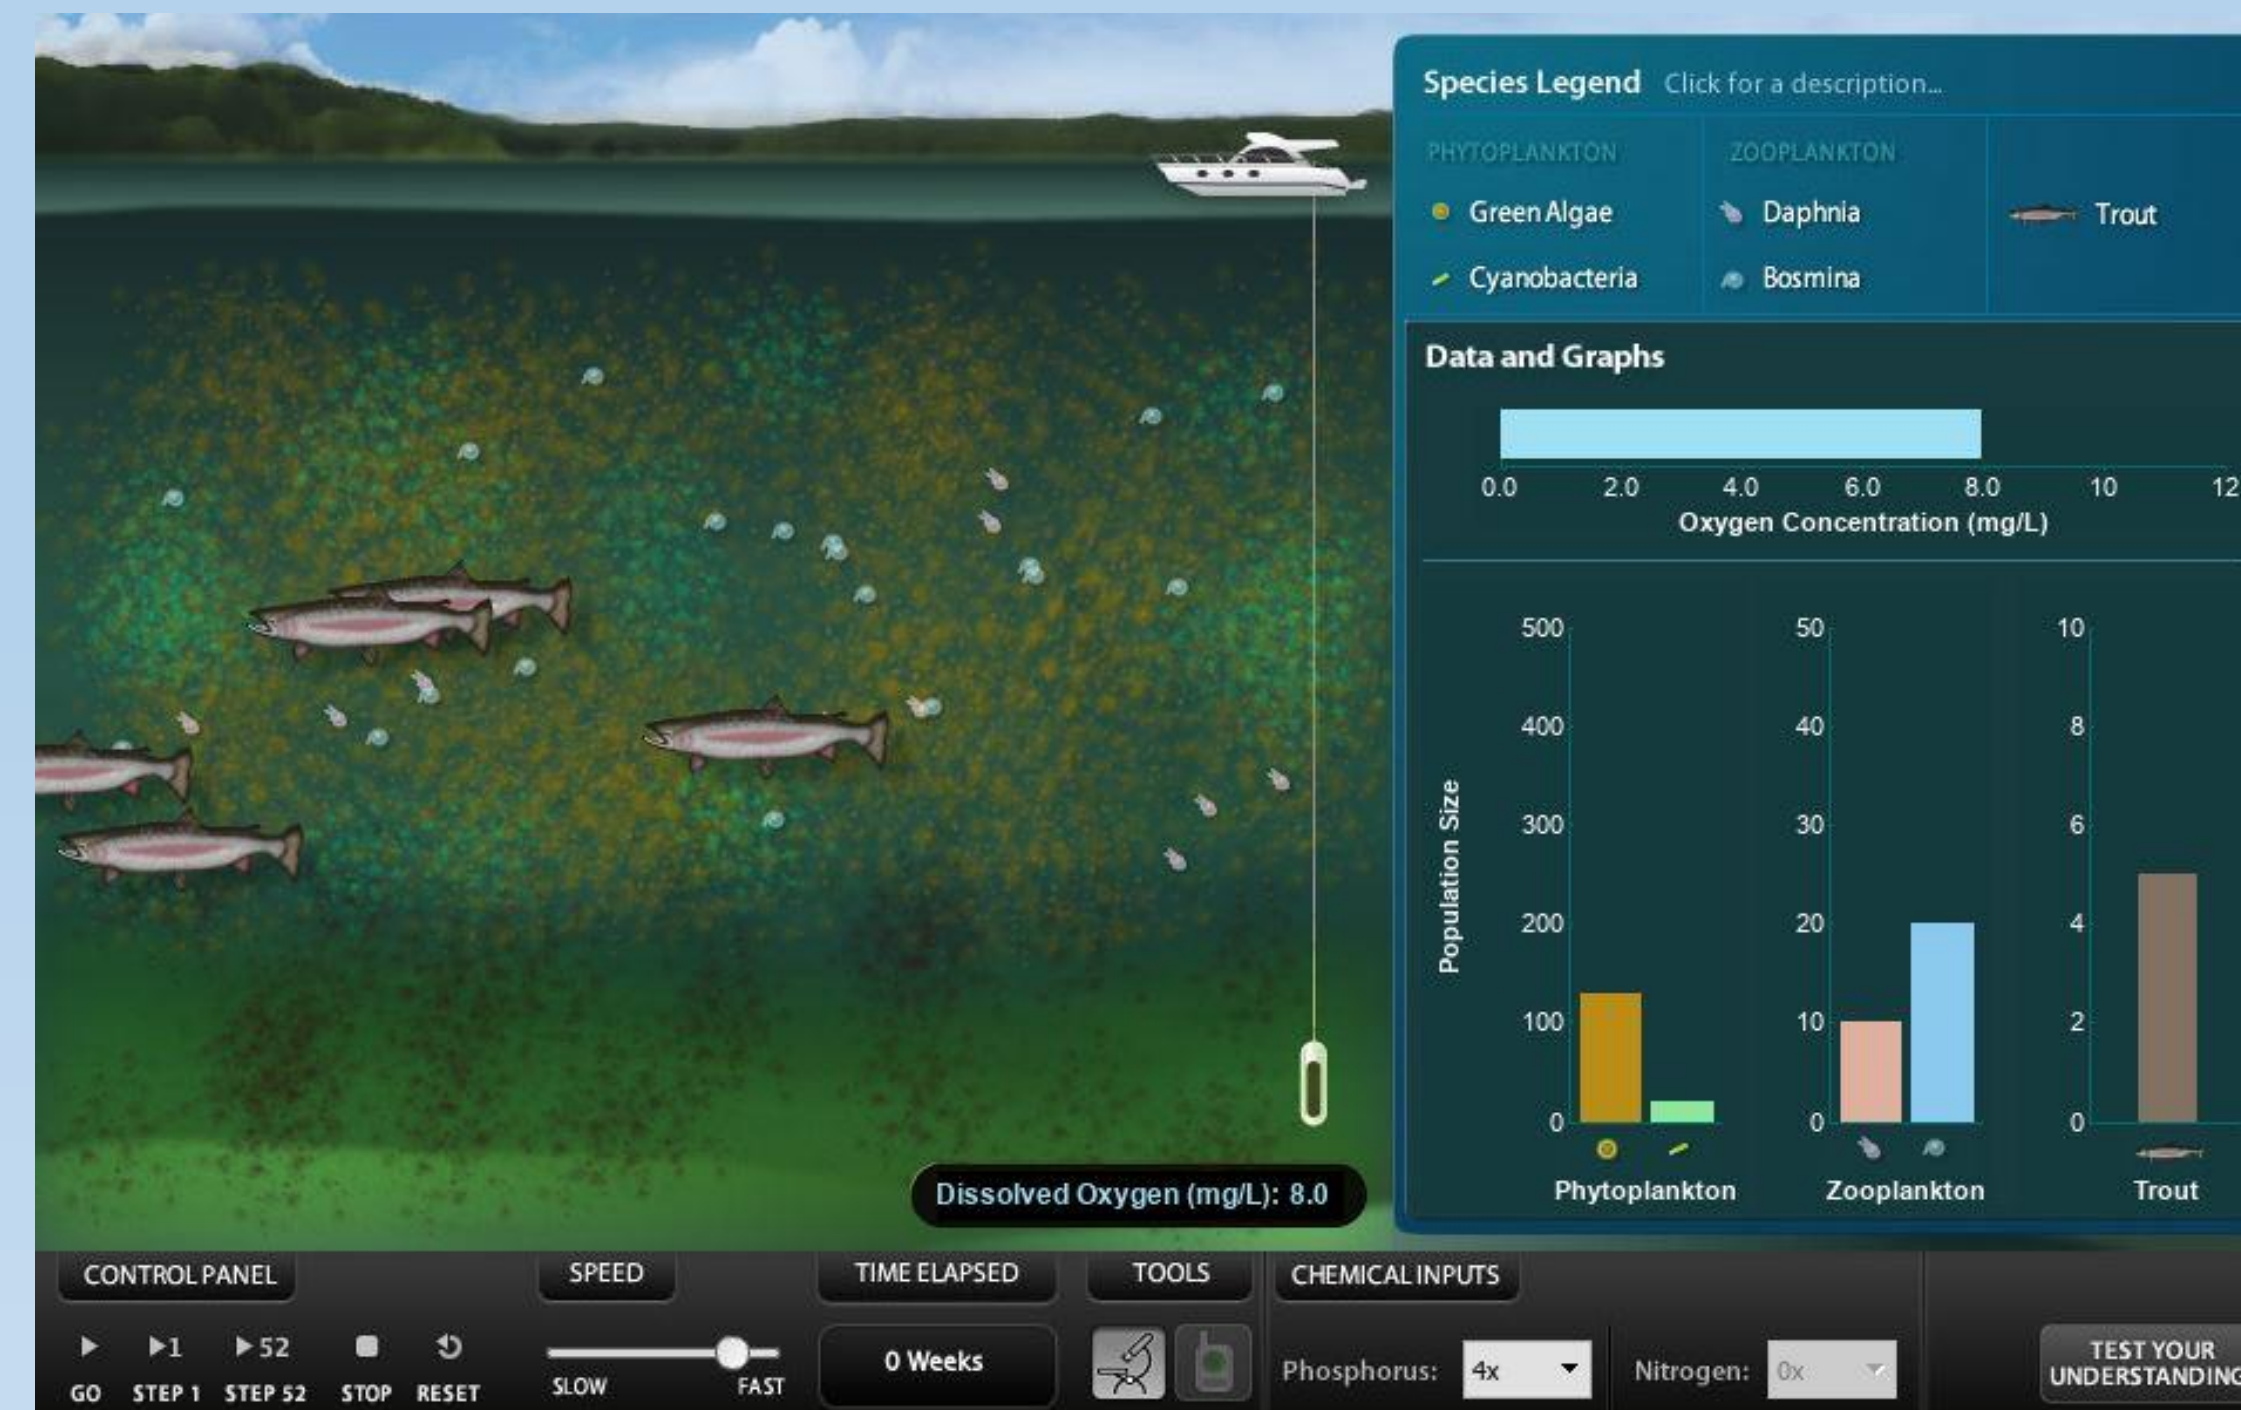 Species Legend Click for a description...
PHYTOPLANKTON
Green Algae
Cyanobacteria
ZOOPLANKTON
Daphnia
Bosmina
Trout
Data and Graphs
0.0 2.0 4.0 6.0 8.0 10 12
Oxygen Concentration (mg/L)
Population Size
500
400
300
200
100
0
Phytoplankton
50
40
30
20
10
0
Zooplankton
10
8
6
4
2
0
Trout
Dissolved Oxygen (mg/L): 8.0
CONTROL PANEL
1
52
GO STEP 1 STEP 52 STOP RESET
SPEED
SLOW FAST
TIME ELAPSED
0 Weeks
TOOLS
CHEMICAL INPUTS
Phosphorus: 4x Nitrogen: 0x
TEST YOUR
UNDERSTANDING